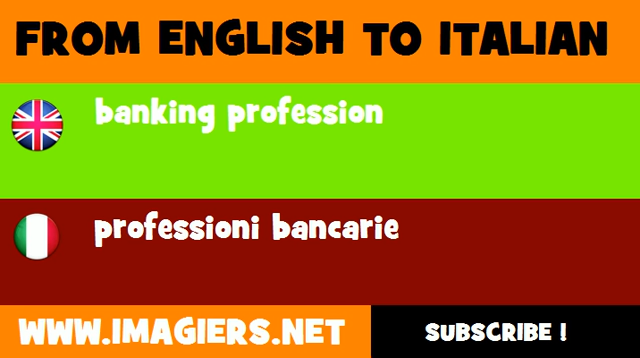 FROM ENGLISH TO ITALIAN
banking profession
professioni bancarie
WWW.IMAGIERS.NET
SUBSCRIBE !